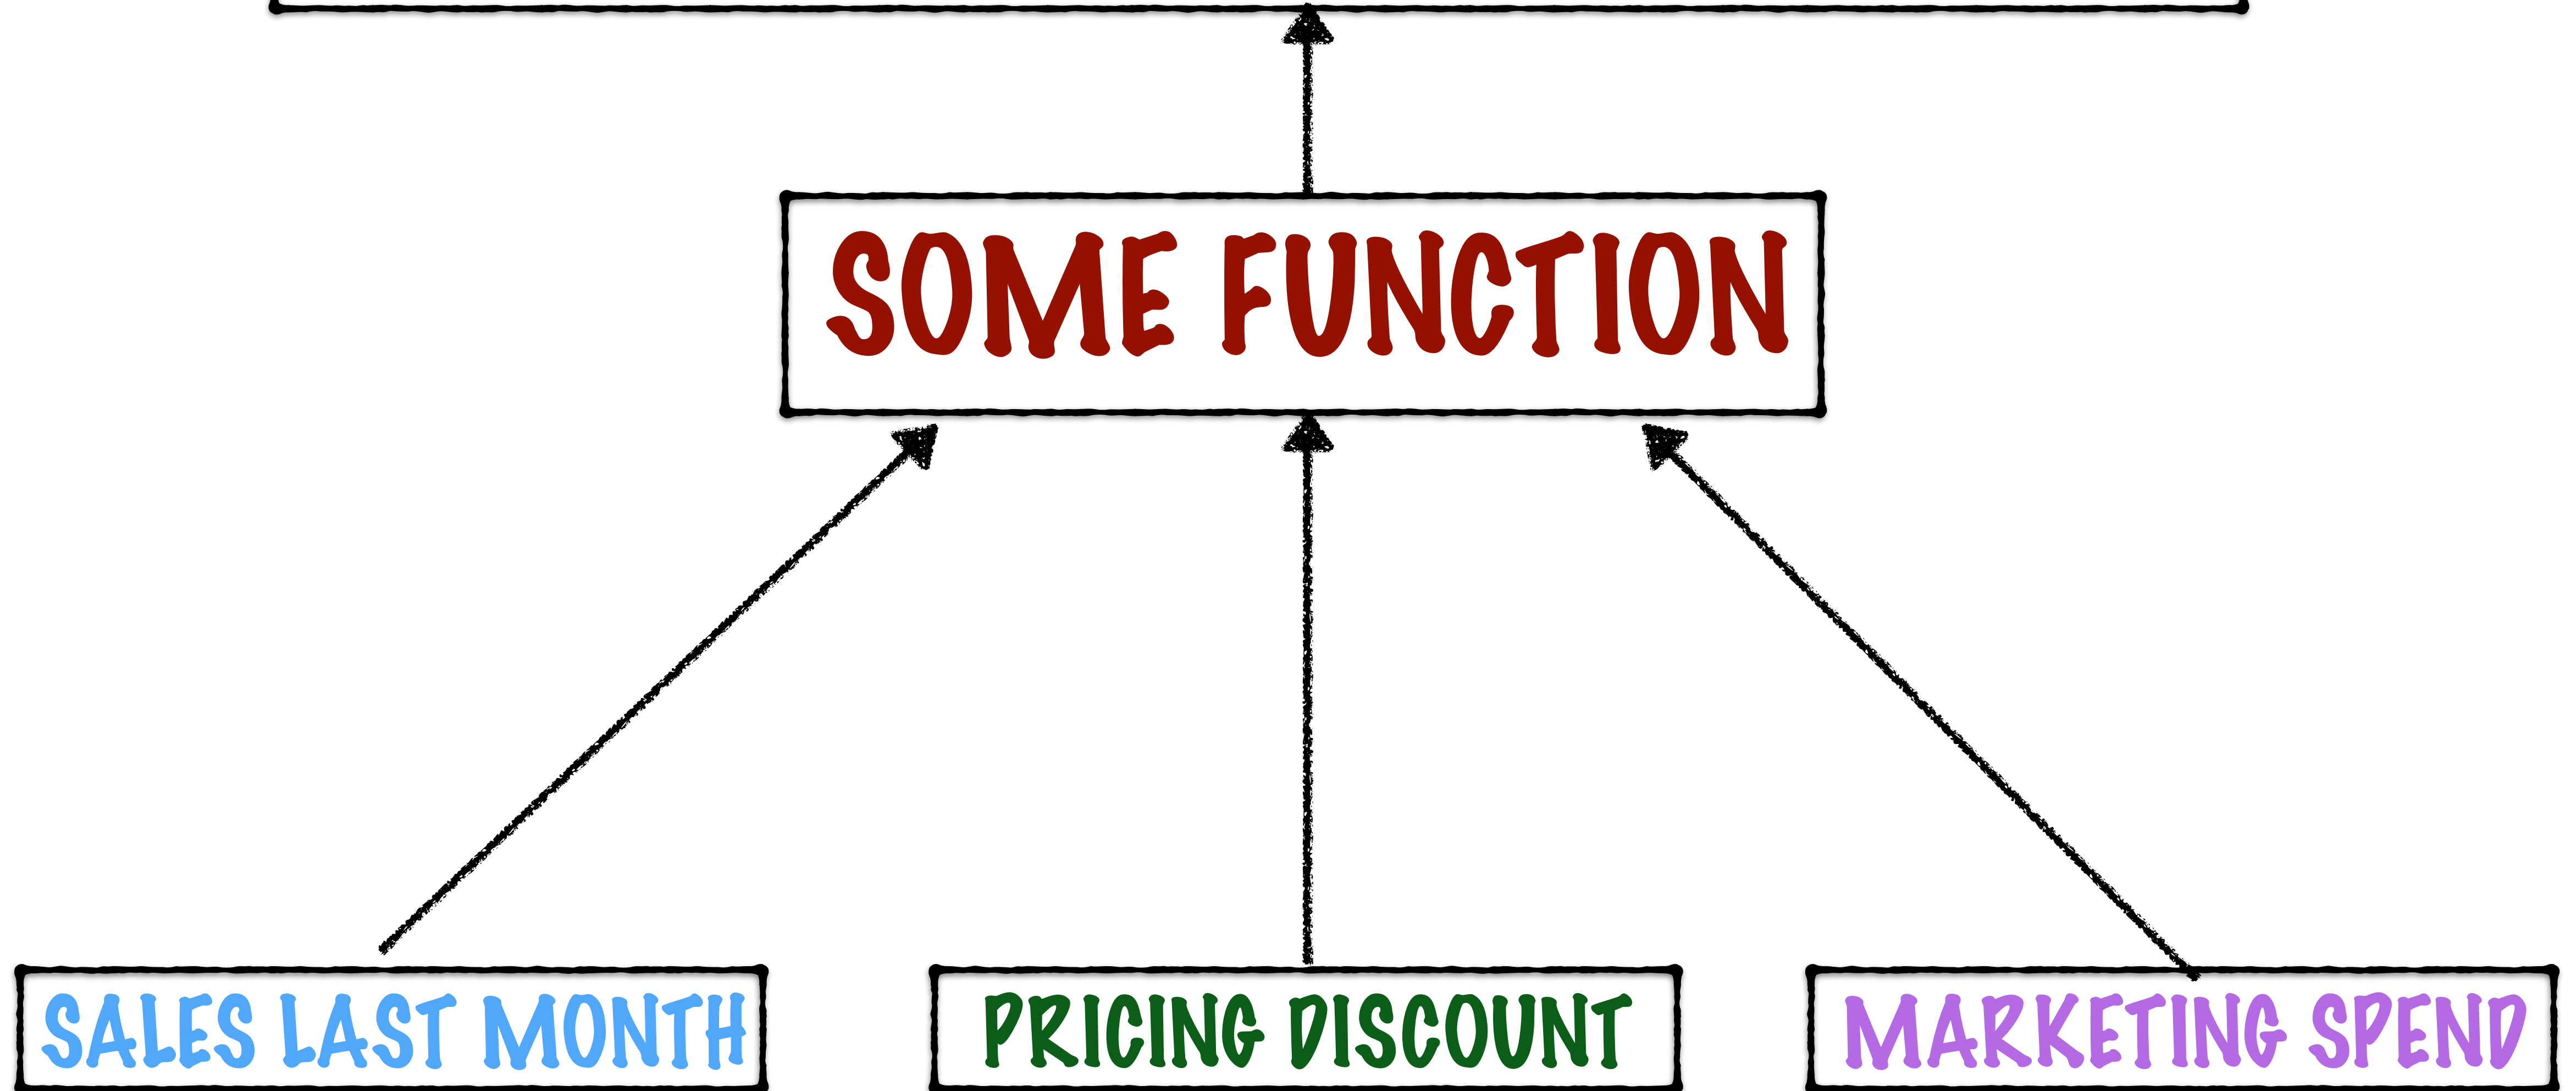 SOME FUNCTION
SALES LAST MONTH
PRICING DISCOUNT
MARKETING SPEND